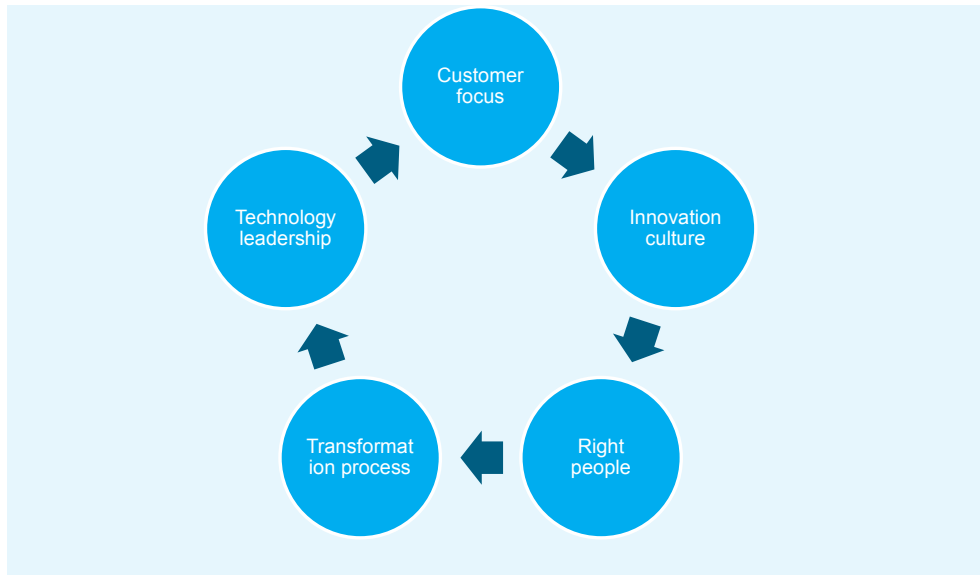 Customer
focus
Innovation
culture
Right
people
Transformat
ion process
Technology
leadership